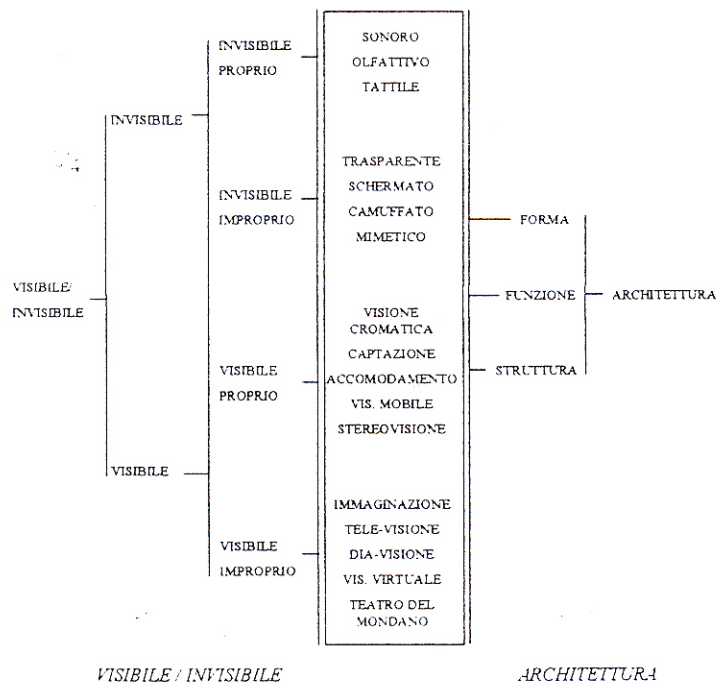 VISIBILE/
INVISIBILE
INVISIBILE
VISIBILE
INVISIBILE
PROPRIO
INVISIBILE
IMPROPRIO
VISIBILE
PROPRIO
VISIBILE
IMPROPRIO
SONORO
OLFATTIVO
TATTILE
TRASPARENTE
SCHERMATO
CAMUFFATO
MIMETICO
VISIONE
CROMATICA
CAPTAZIONE
ACCOMODAMENTO
VIS. MOBILE
STEREOVISIONE
IMMAGINAZIONE
TELE-VISIONE
DIA-VISIONE
VIS. VIRTUALE
TEATRO DEL
MONDANO
FORMA
FUNZIONE
STRUTTURA
ARCHITETTURA
VISIBILE / INVISIBILE
ARCHITETTURA